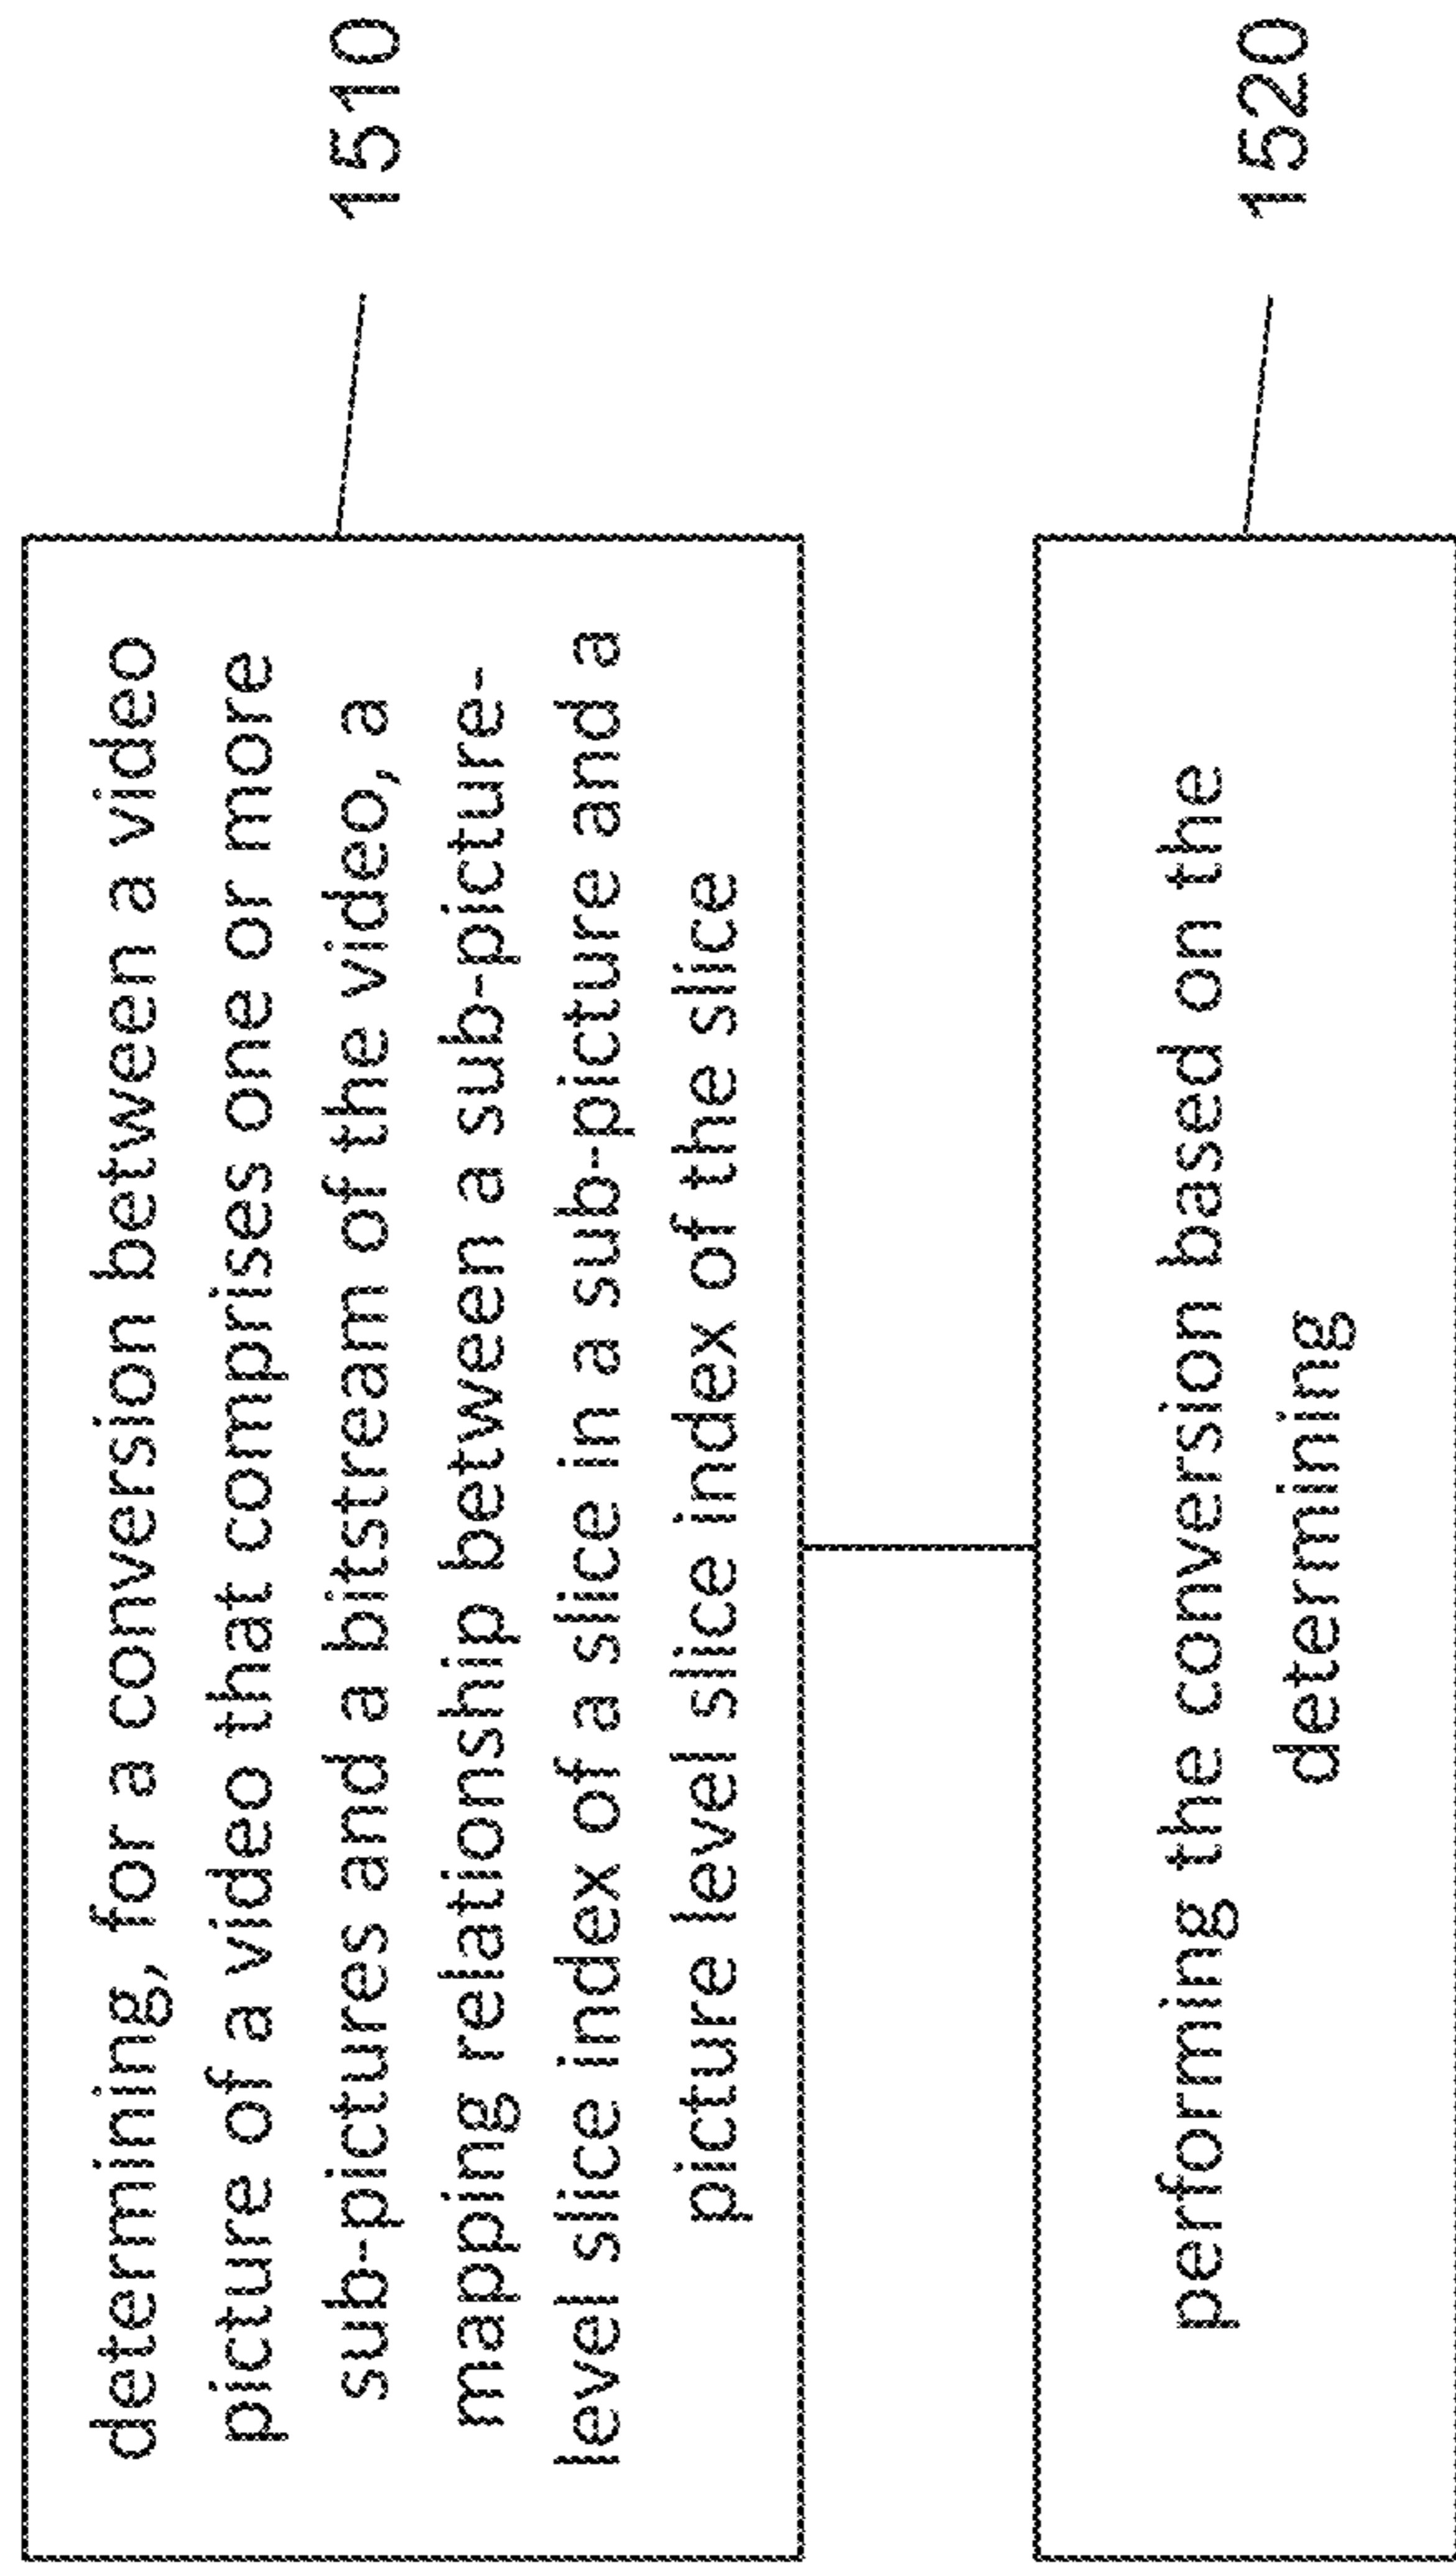 determining, for a conversion between a video
picture of a video that comprises one or more
sub-pictures and a bitstream of the video, a
mapping relationship between a sub-picture-
level slice index of a slice in a sub-picture and a
picture level slice index of the slice
1510
performing the conversion based on the
determining
1520